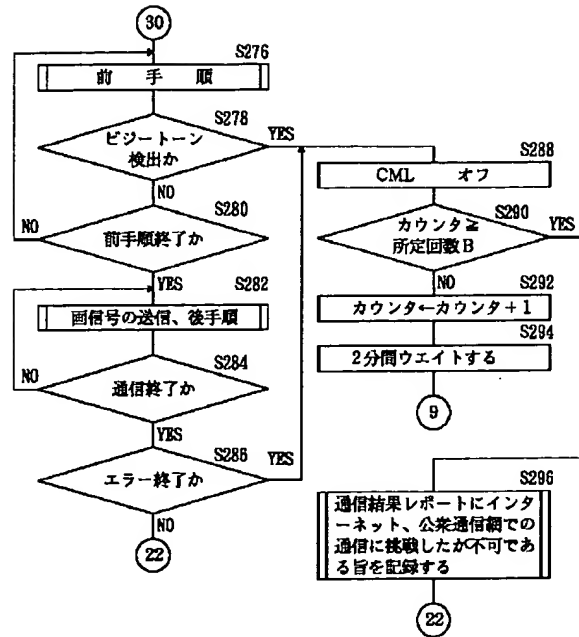 30
S276
前 手 順
S278
ビジートーン
検出か
YES
NO
S280
NO
前手順終了か
YES
S282
画信号の送信、後手順
S284
NO
通信終了か
YES
S286
エラー終了か
YES
NO
22
S288
CML オフ
S290
カウンタ≧
所定回数B
YES
NO
S292
カウンタ←カウンタ+1
S294
2分間ウエイトする
9
S296
通信結果レポートにインタ
ーネット、公衆通信網での
通信に挑戦したが不可であ
る旨を記録する
22